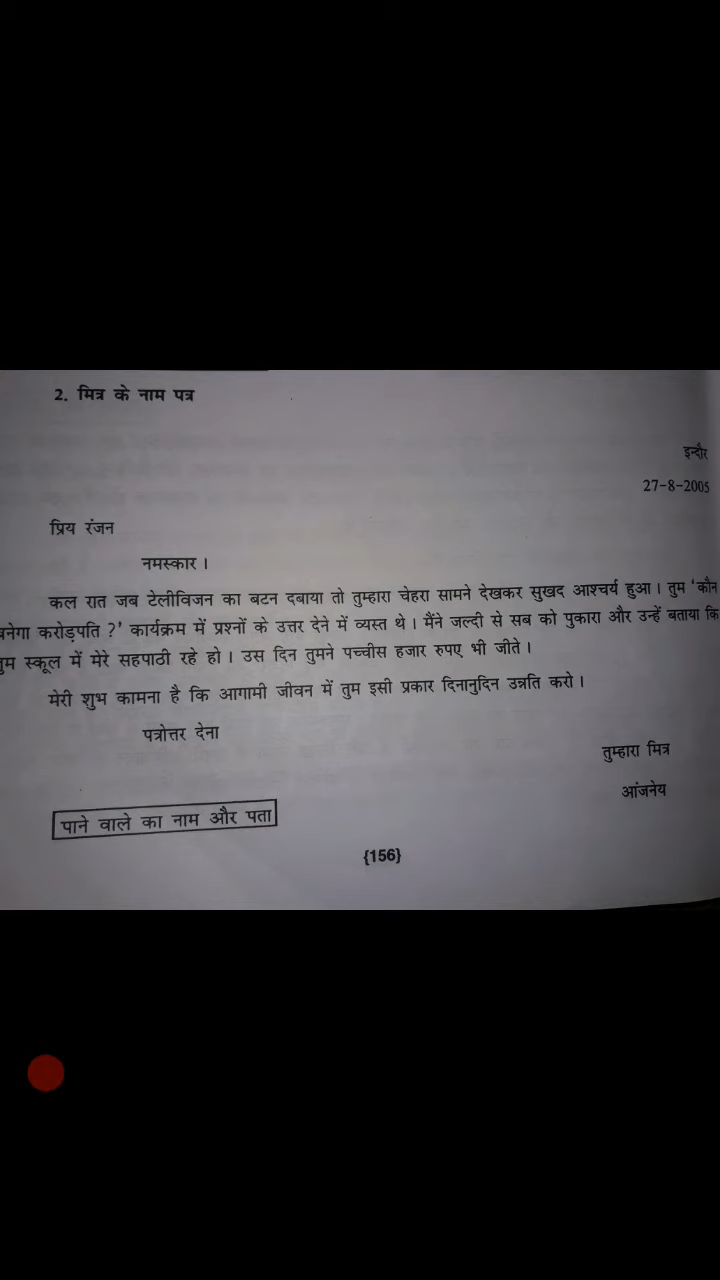 2. मित्र के नाम पत्र
इन्दौर
27-8-2005
प्रिय रंजन
नमस्कार ।
कल रात जब टेलीविजन का बटन दबाया तो तुम्हारा चेहरा सामने देखकर सुखद आश्चर्य हुआ । तुम ‘कौन
बनेगा करोड़पति ?’ कार्यक्रम में प्रश्नों के उत्तर देने में व्यस्त थे । मैंने जल्दी से सब को पुकारा और उन्हें बताया कि
तुम स्कूल में मेरे सहपाठी रहे हो । उस दिन तुमने पच्चीस हजार रुपए भी जीते ।
मेरी शुभ कामना है कि आगामी जीवन में तुम इसी प्रकार दिनानुदिन उन्नति करो ।
पत्रोत्तर देना
तुम्हारा मित्र
आंजनेय
पाने वाले का नाम और पता
{156}